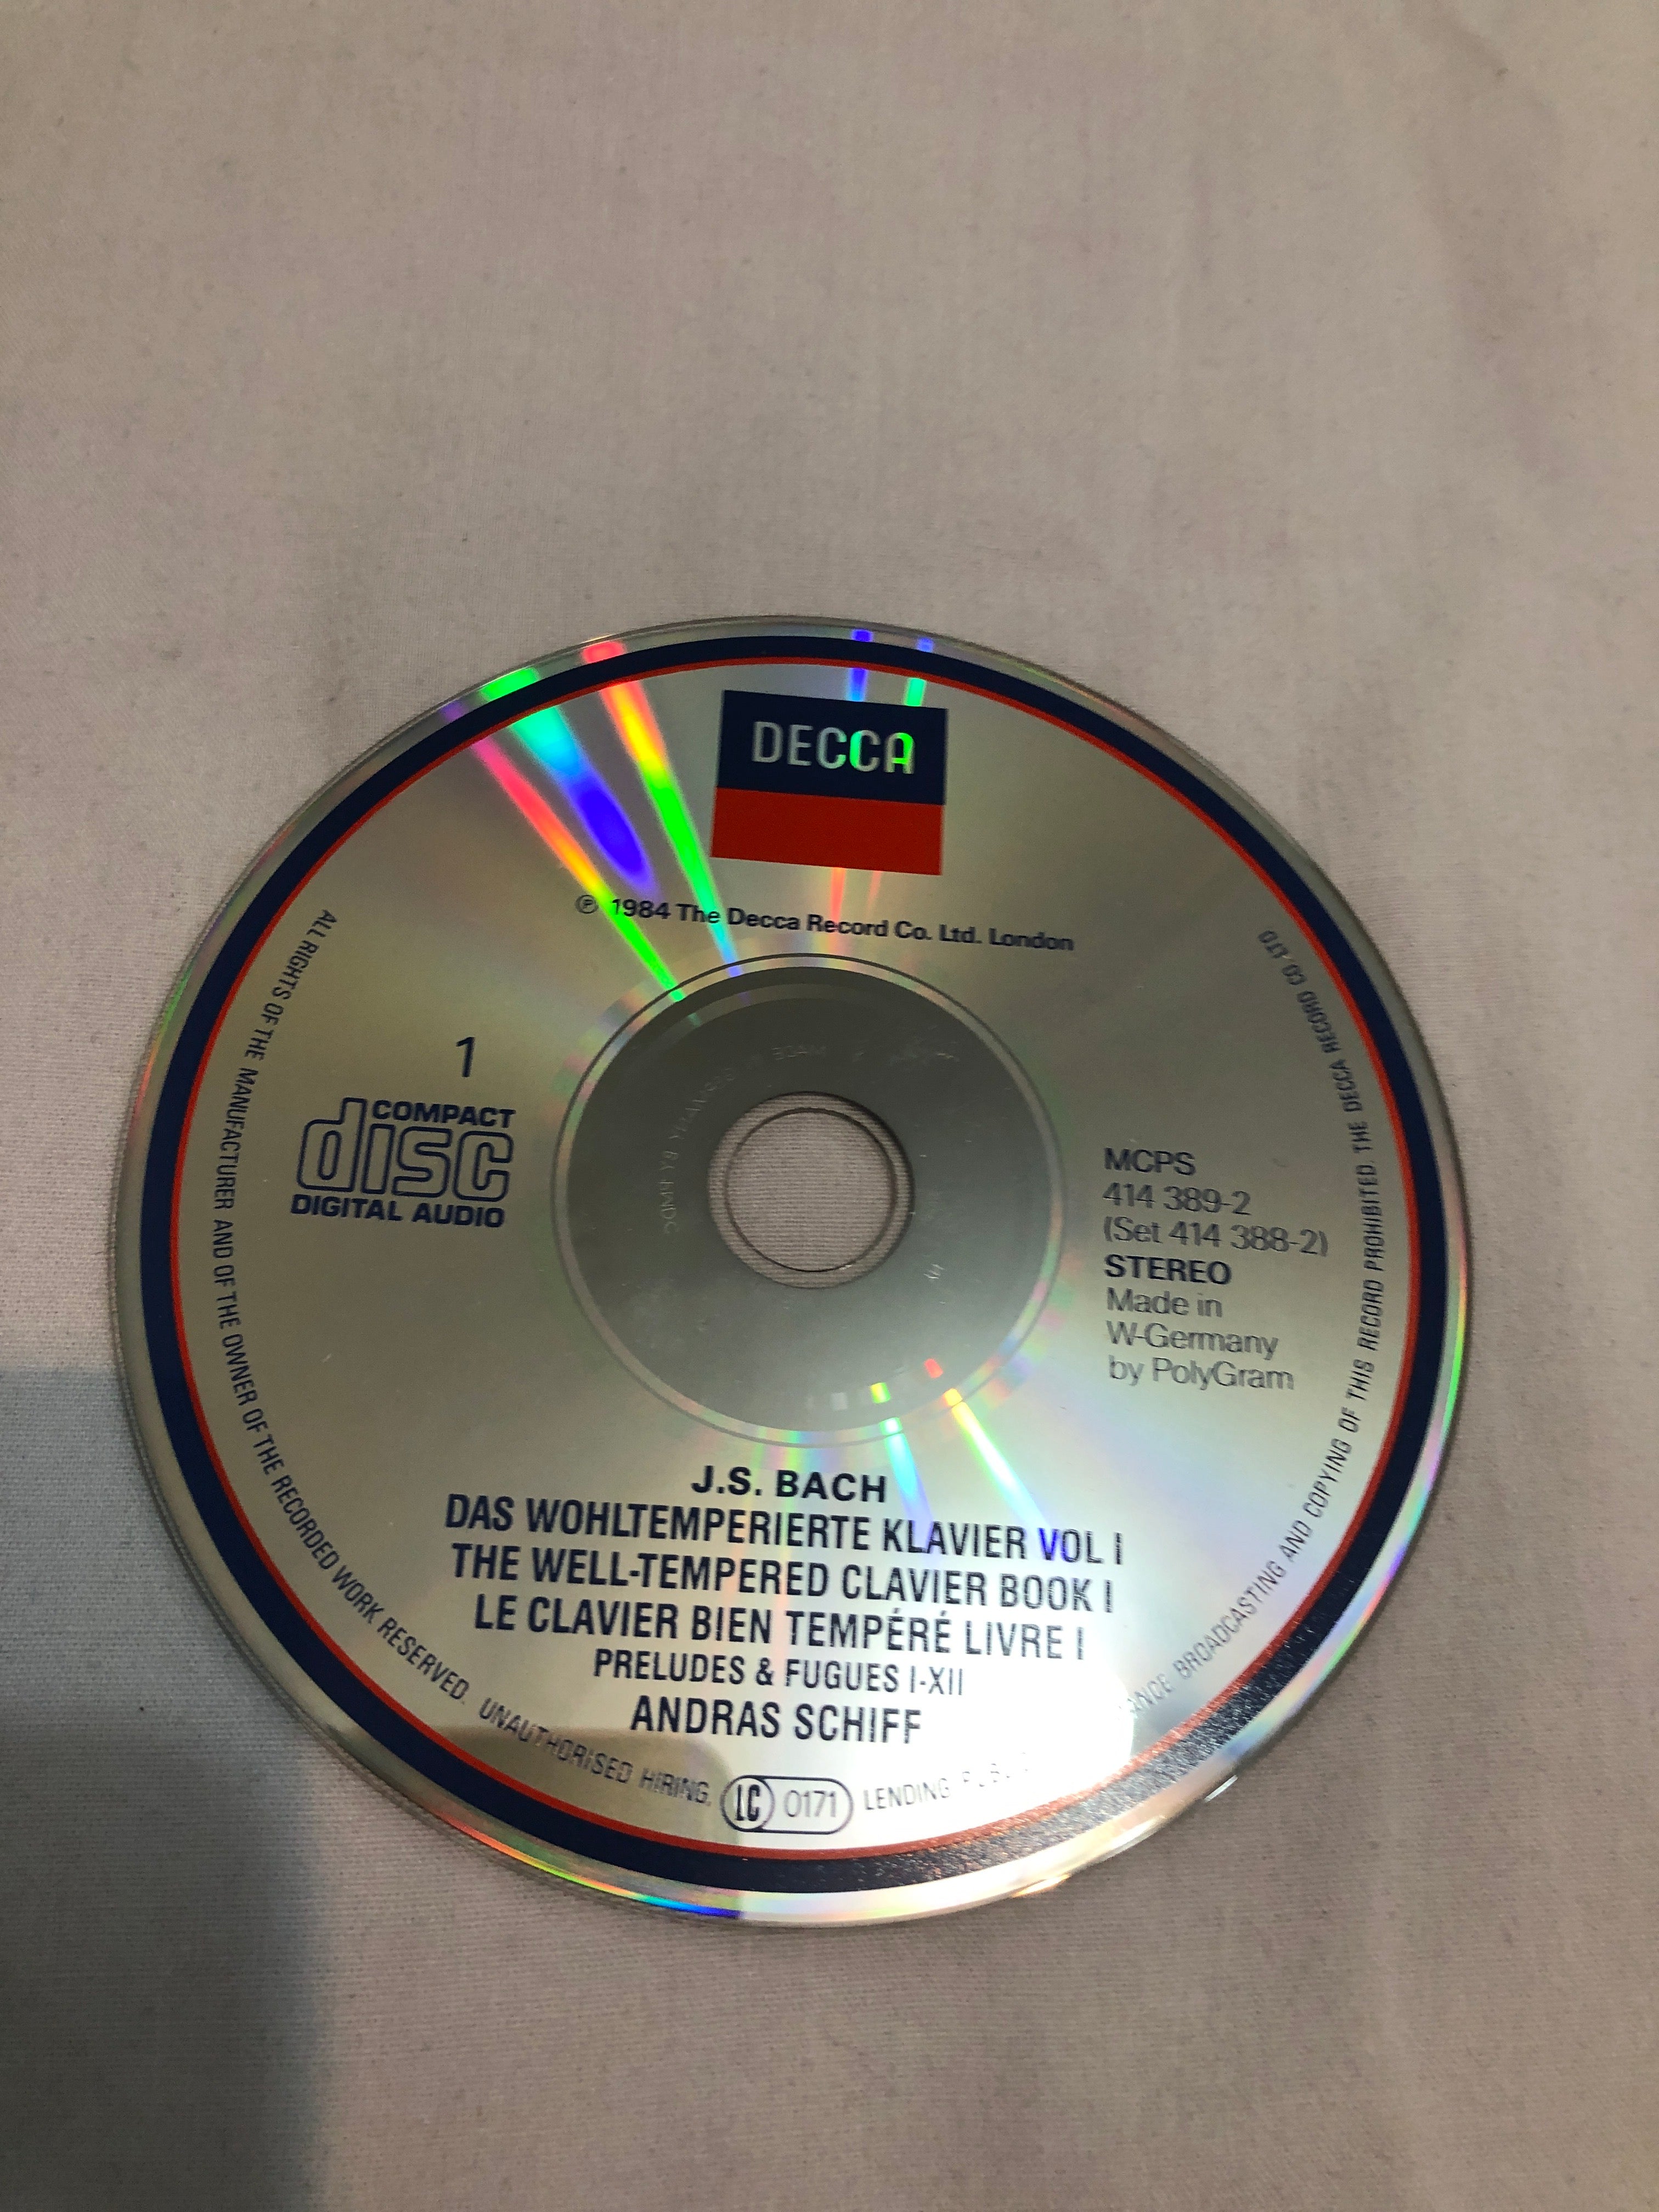 DECCA
℗ 1984 The Decca Record Co. Ltd. London
1
COMPACT
disc
DIGITAL AUDIO
MCPS
414 389-2
(Set 414 388-2)
STEREO
Made in
W-Germany
by PolyGram
J.S. BACH
DAS WOHLTEMPERIERTE KLAVIER VOL I
THE WELL-TEMPERED CLAVIER BOOK I
LE CLAVIER BIEN TEMPÉRÉ LIVRE I
PRELUDES & FUGUES I-XII
ANDRAS SCHIFF
LC 0171
ALL RIGHTS OF THE MANUFACTURER AND OF THE OWNER OF THE RECORDED WORK RESERVED. UNAUTHORISED HIRING, LENDING BROADCASTING AND COPYING OF THIS RECORD PROHIBITED. THE DECCA RECORD CO. LTD